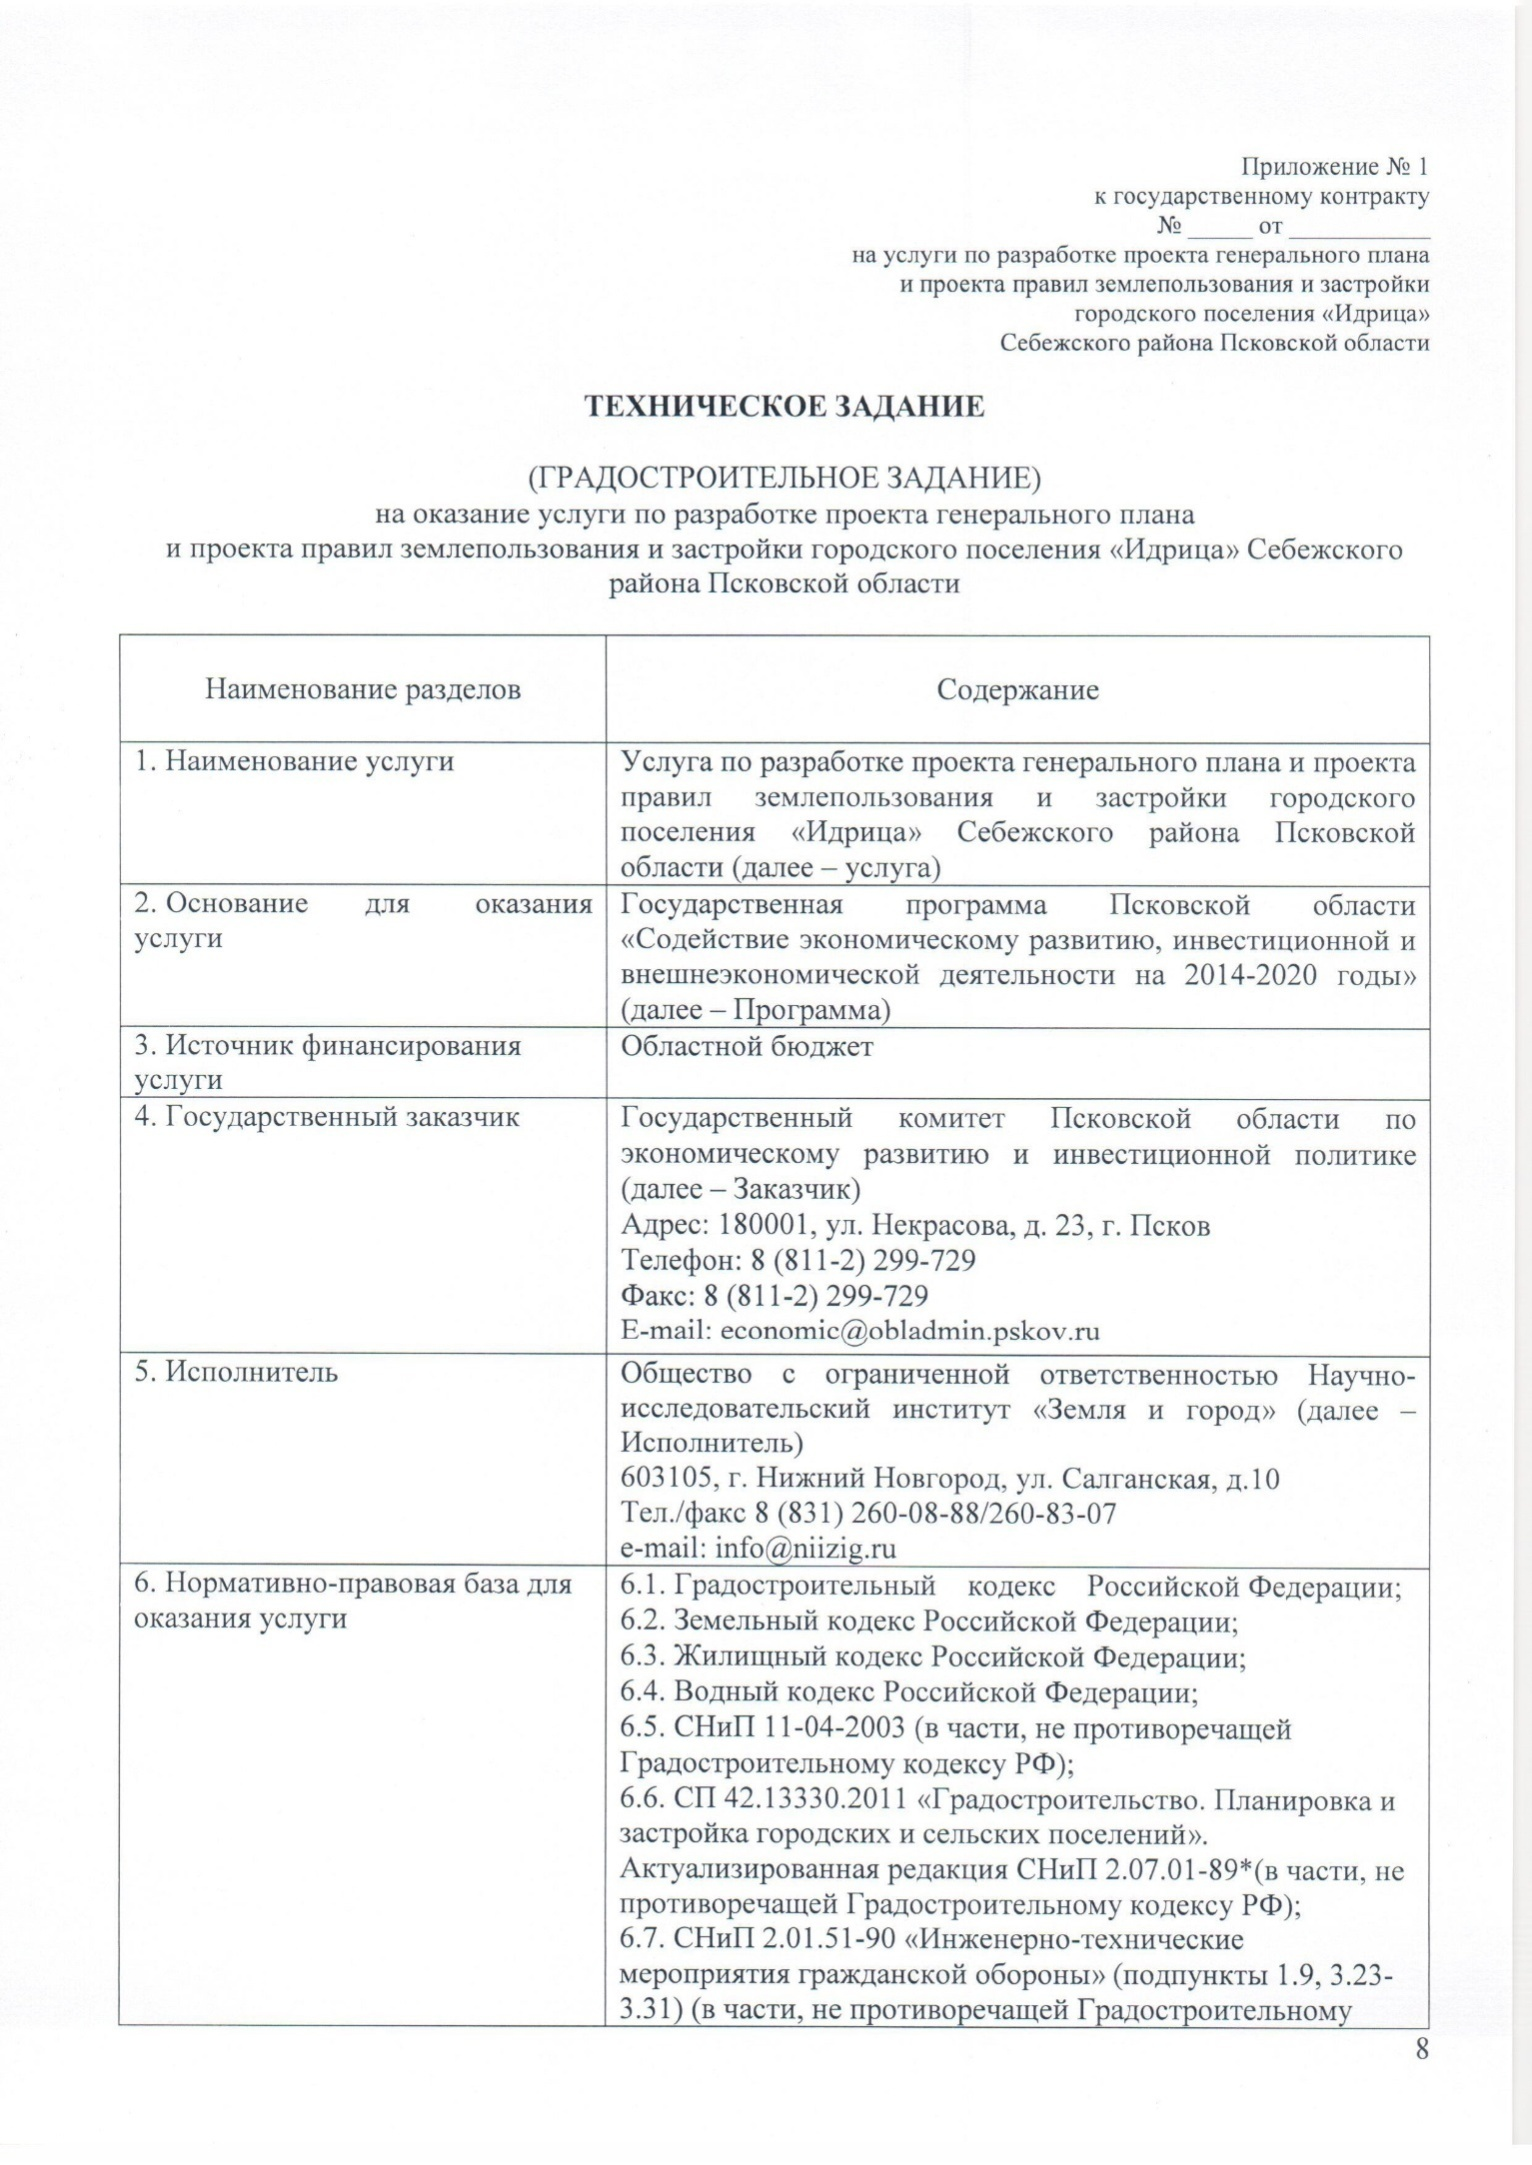 Приложение № 1
к государственному контракту
№ _____ от ___________
на услуги по разработке проекта генерального плана
и проекта правил землепользования и застройки
городского поселения «Идрица»
Себежского района Псковской области
ТЕХНИЧЕСКОЕ ЗАДАНИЕ
(ГРАДОСТРОИТЕЛЬНОЕ ЗАДАНИЕ)
на оказание услуги по разработке проекта генерального плана
и проекта правил землепользования и застройки городского поселения «Идрица» Себежского
района Псковской области
Наименование разделов
Содержание
1. Наименование услуги
Услуга по разработке проекта генерального плана и проекта
правил землепользования и застройки городского
поселения «Идрица» Себежского района Псковской
области (далее – услуга)
2. Основание для оказания
услуги
Государственная программа Псковской области
«Содействие экономическому развитию, инвестиционной и
внешнеэкономической деятельности на 2014-2020 годы»
(далее – Программа)
3. Источник финансирования
услуги
Областной бюджет
4. Государственный заказчик
Государственный комитет Псковской области по
экономическому развитию и инвестиционной политике
(далее – Заказчик)
Адрес: 180001, ул. Некрасова, д. 23, г. Псков
Телефон: 8 (811-2) 299-729
Факс: 8 (811-2) 299-729
E-mail: economic@obladmin.pskov.ru
5. Исполнитель
Общество с ограниченной ответственностью Научно-
исследовательский институт «Земля и город» (далее –
Исполнитель)
603105, г. Нижний Новгород, ул. Салганская, д.10
Тел./факс 8 (831) 260-08-88/260-83-07
e-mail: info@niizig.ru
6. Нормативно-правовая база для
оказания услуги
6.1. Градостроительный кодекс Российской Федерации;
6.2. Земельный кодекс Российской Федерации;
6.3. Жилищный кодекс Российской Федерации;
6.4. Водный кодекс Российской Федерации;
6.5. СНиП 11-04-2003 (в части, не противоречащей
Градостроительному кодексу РФ);
6.6. СП 42.13330.2011 «Градостроительство. Планировка и
застройка городских и сельских поселений».
Актуализированная редакция СНиП 2.07.01-89*(в части, не
противоречащей Градостроительному кодексу РФ);
6.7. СНиП 2.01.51-90 «Инженерно-технические
мероприятия гражданской обороны» (подпункты 1.9, 3.23-
3.31) (в части, не противоречащей Градостроительному
8